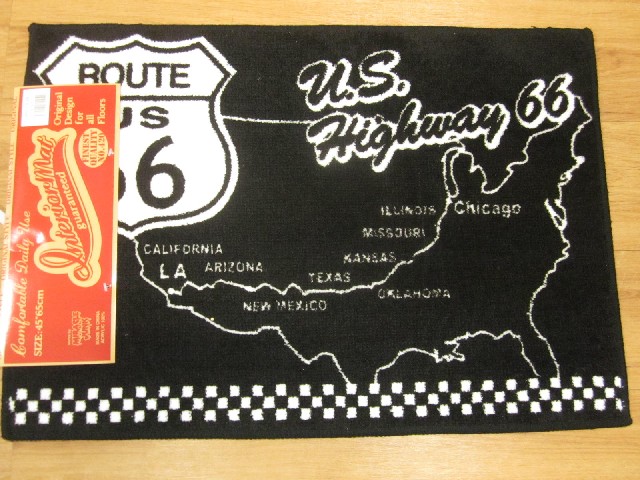 ROUTE
US
66
U.S.
Highway 66
ILLINOIS
Chicago
MISSOURI
KANSAS
CALIFORNIA
LA
ARIZONA
TEXAS
OKLAHOMA
NEW MEXICO
Original
Design
for
all
Floors
Interior Mat
guaranteed
Comfortable Daily Use
SIZE: 45*65cm